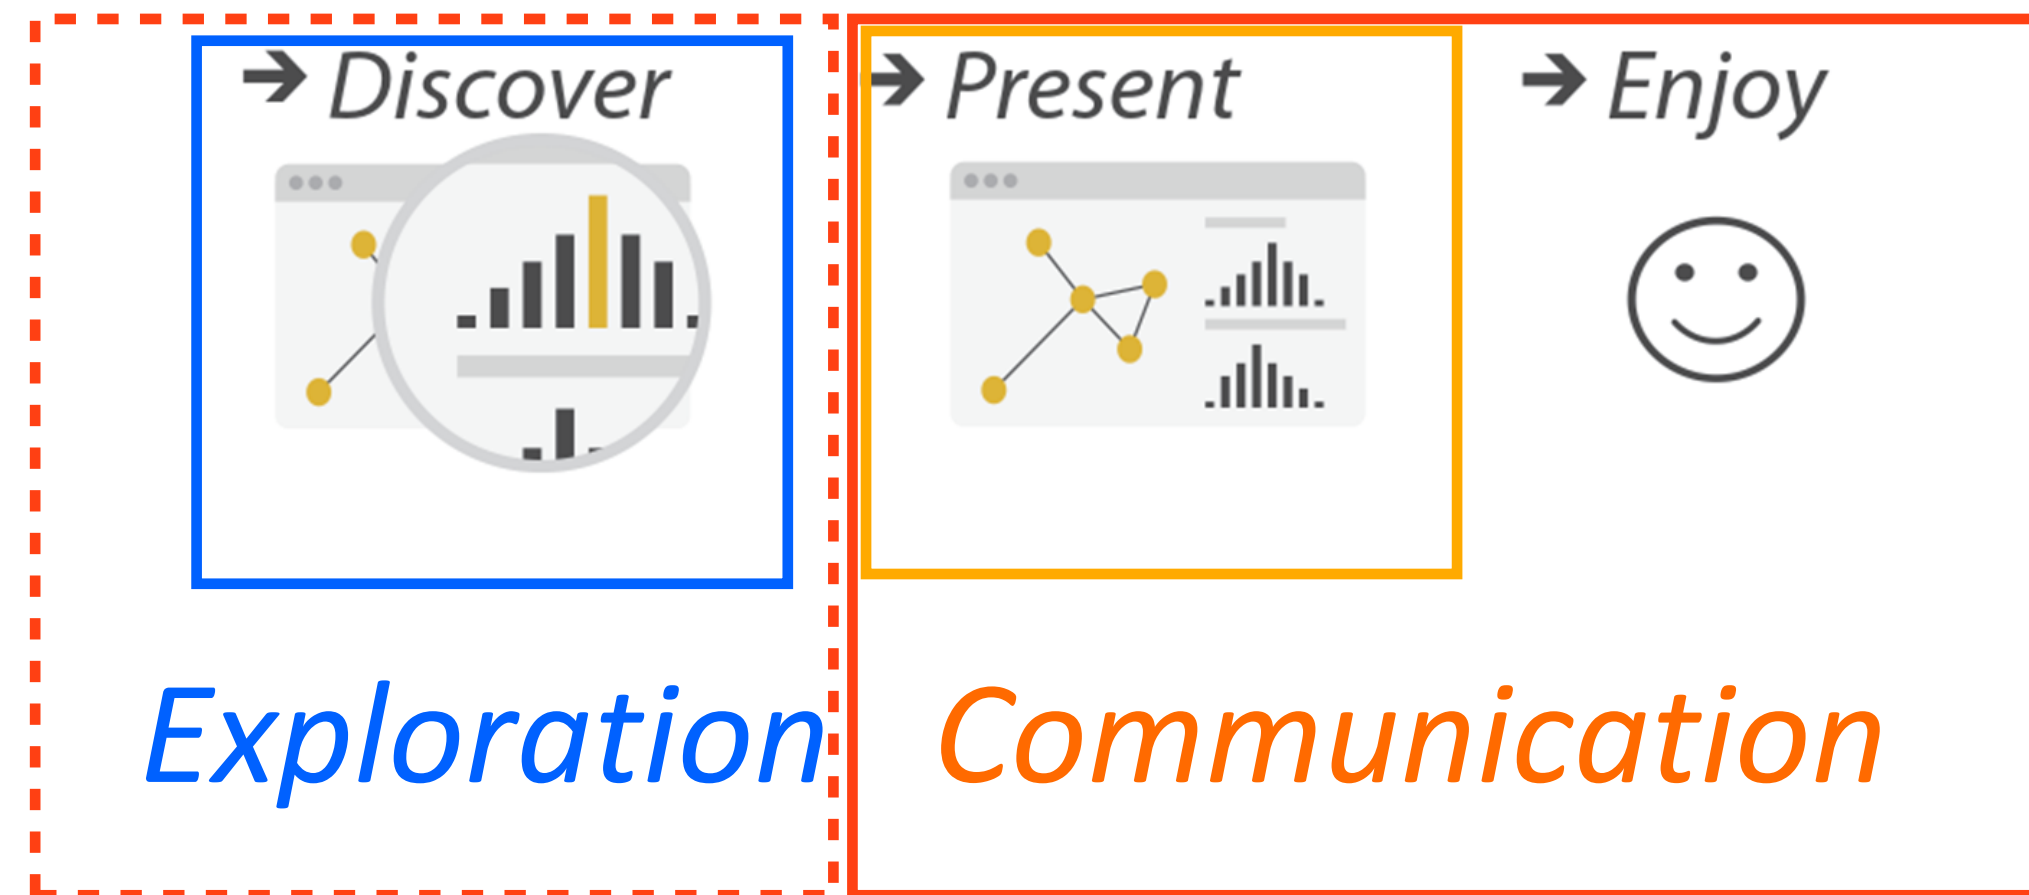 ➔ Discover
➔ Present
➔ Enjoy
Exploration
Communication